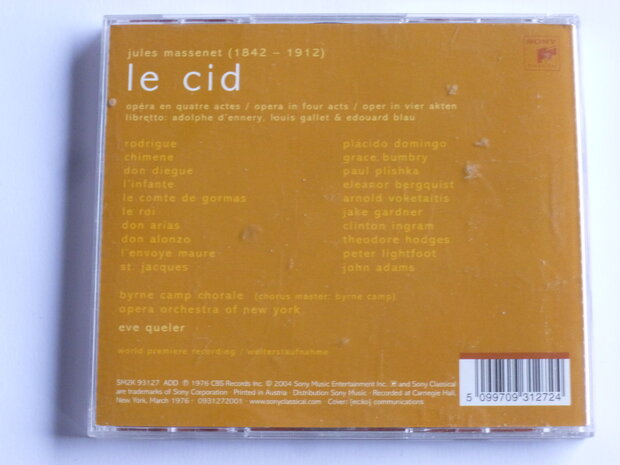 SONY
jules massenet (1842 – 1912)
le cid
opéra en quatre actes / opera in four acts / oper in vier akten
libretto: adolphe d'ennery, louis gallet & edouard blau
rodrigue placido domingo
chimene grace bumbry
don diegue paul plishka
l'infante eleanor bergquist
le comte de gormas arnold voketaitis
le roi jake gardner
don arias clinton ingram
don alonzo theodore hodges
l'envoye maure peter lightfoot
st. jacques john adams
byrne camp chorale (chorus master: byrne camp)
opera orchestra of new york
eve queler
world premiere recording / welterstaufnahme
SM2K 93127 ADD ℗ 1976 CBS Records Inc. © 2004 Sony Music Entertainment Inc. and Sony Classical
are trademarks of Sony Corporation · Printed in Austria · Distribution Sony Music · Recorded at Carnegie Hall,
New York, March 1976 · 0931272001 · www.sonyclassical.com · Cover: [ec:ko] communications
5 099709 312724